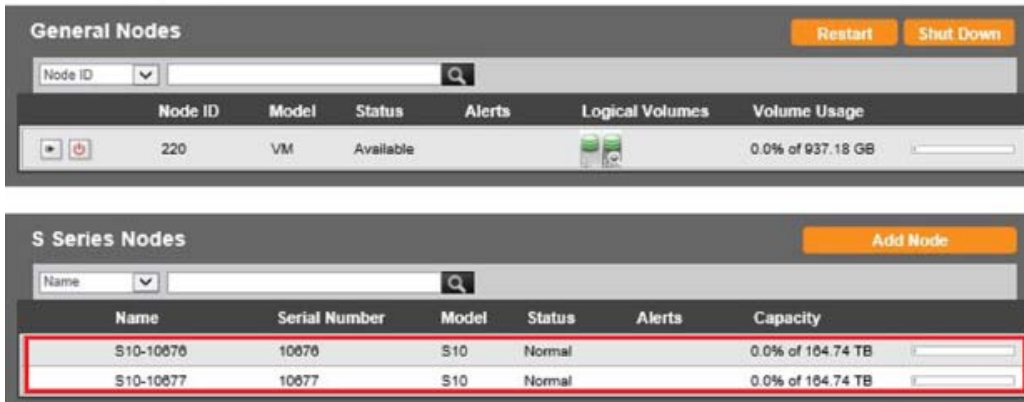 General Nodes
Restart
Shut Down
Node ID
Node ID Model Status Alerts Logical Volumes Volume Usage
220 VM Available 0.0% of 937.18 GB
S Series Nodes
Add Node
Name
Name Serial Number Model Status Alerts Capacity
S10-10676 10676 S10 Normal 0.0% of 164.74 TB
S10-10677 10677 S10 Normal 0.0% of 164.74 TB